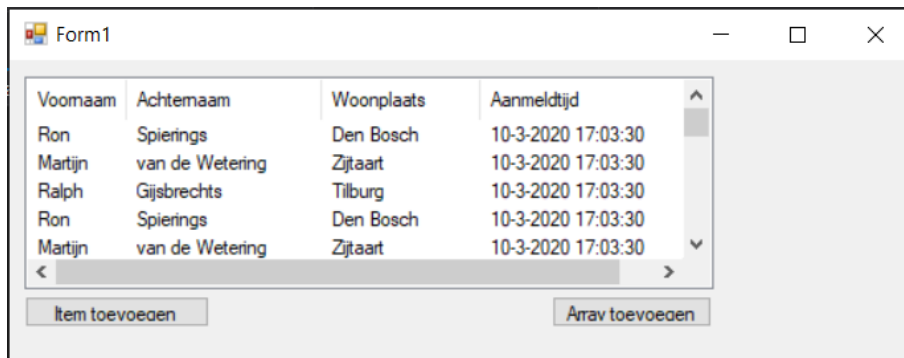 Form1
Voornaam Achternaam Woonplaats Aanmeldtijd
Ron Spierings Den Bosch 10-3-2020 17:03:30
Martijn van de Wetering Zijtaart 10-3-2020 17:03:30
Ralph Gijsbrechts Tilburg 10-3-2020 17:03:30
Ron Spierings Den Bosch 10-3-2020 17:03:30
Martijn van de Wetering Zijtaart 10-3-2020 17:03:30
Item toevoegen Array toevoegen